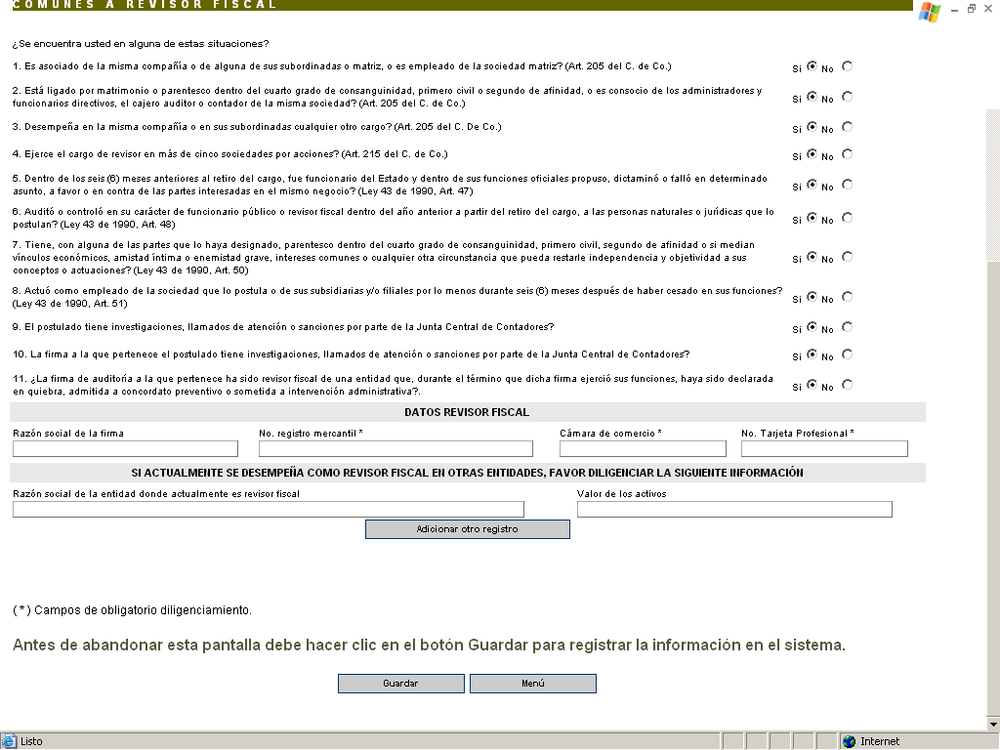 COMUNES A REVISOR FISCAL
¿Se encuentra usted en alguna de estas situaciones?
1. Es asociado de la misma compañía o de alguna de sus subordinadas o matriz, o es empleado de la sociedad matriz? (Art. 205 del C. de Co.)
Si No
2. Está ligado por matrimonio o parentesco dentro del cuarto grado de consanguinidad, primero civil o segundo de afinidad, o es consocio de los administradores y
funcionarios directivos, el cajero auditor o contador de la misma sociedad? (Art. 205 del C. de Co.)
Si No
3. Desempeña en la misma compañía o en sus subordinadas cualquier otro cargo? (Art. 205 del C. De Co.)
Si No
4. Ejerce el cargo de revisor en más de cinco sociedades por acciones? (Art. 215 del C. de Co.)
Si No
5. Dentro de los seis (6) meses anteriores al retiro del cargo, fue funcionario del Estado y dentro de sus funciones oficiales propuso, dictaminó o falló en determinado
asunto, a favor o en contra de las partes interesadas en el mismo negocio? (Ley 43 de 1990, Art. 47)
Si No
6. Auditó o controló en su carácter de funcionario público o revisor fiscal dentro del año anterior a partir del retiro del cargo, a las personas naturales o jurídicas que lo
postulan? (Ley 43 de 1990, Art. 48)
Si No
7. Tiene, con alguna de las partes que lo haya designado, parentesco dentro del cuarto grado de consanguinidad, primero civil, segundo de afinidad o si median
vínculos económicos, amistad íntima o enemistad grave, intereses comunes o cualquier otra circunstancia que pueda restarle independencia y objetividad a sus
conceptos o actuaciones? (Ley 43 de 1990, Art. 50)
Si No
8. Actuó como empleado de la sociedad que lo postula o de sus subsidiarias y/o filiales por lo menos durante seis (6) meses después de haber cesado en sus funciones?
(Ley 43 de 1990, Art. 51)
Si No
9. El postulado tiene investigaciones, llamados de atención o sanciones por parte de la Junta Central de Contadores?
Si No
10. La firma a la que pertenece el postulado tiene investigaciones, llamados de atención o sanciones por parte de la Junta Central de Contadores?
Si No
11. ¿La firma de auditoría a la que pertenece ha sido revisor fiscal de una entidad que, durante el término que dicha firma ejerció sus funciones, haya sido declarada
en quiebra, admitida a concordato preventivo o sometida a intervención administrativa?.
Si No
DATOS REVISOR FISCAL
Razón social de la firma No. registro mercantil * Cámara de comercio * No. Tarjeta Profesional *
SI ACTUALMENTE SE DESEMPEÑA COMO REVISOR FISCAL EN OTRAS ENTIDADES, FAVOR DILIGENCIAR LA SIGUIENTE INFORMACIÓN
Razón social de la entidad donde actualmente es revisor fiscal Valor de los activos
Adicionar otro registro
( * ) Campos de obligatorio diligenciamiento.
Antes de abandonar esta pantalla debe hacer clic en el botón Guardar para registrar la información en el sistema.
Guardar Menú
Listo Internet